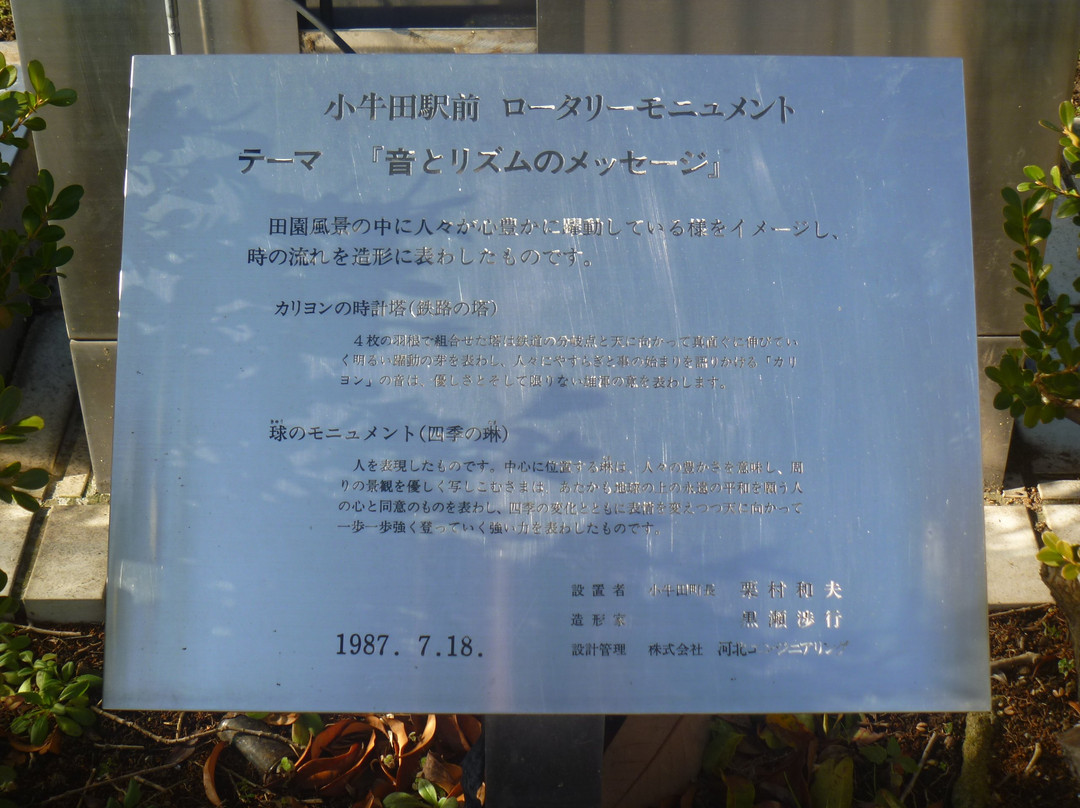 小牛田駅前 ロータリーモニュメント
テーマ 『音とリズムのメッセージ』
田園風景の中に人々が心豊かに躍動している様をイメージし、
時の流れを造形に表わしたものです。
カリヨンの時計塔(鉄路の塔)
4枚の羽根で組合せた塔は鉄道の分岐点と天に向かって真直ぐに伸びてい
く明るい躍動の芽を表わし、人々にやすらぎと事の始まりを語りかける「カリ
ヨン」の音は、優しさとそして限りない雄渾の 表わします。
球のモニュメント(四季の琳)
人を表現したものです。中心に位置する琳は、人々の豊かさを意味し、周
りの景観を優しく写しこむさまは、あたかも地球の上の永遠の平和を願う人
の心と同意のものを表わし、四季の変化とともに表情を変えつつ天に向かって
一歩一歩強く登っていく強い力を表わしたものです。
設置者 小牛田町長 栗村和夫
造形家 黒瀬渉行
1987. 7.18.
設計管理 株式会社 河北エンジニアリング